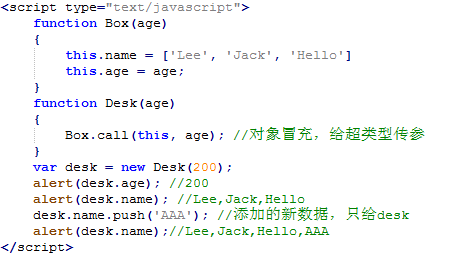 <script type="text/javascript">
function Box(age)
{
this.name = ['Lee', 'Jack', 'Hello']
this.age = age;
}
function Desk(age)
{
Box.call(this, age); //对象冒充，给超类型传参
}
var desk = new Desk(200);
alert(desk.age); //200
alert(desk.name); //Lee,Jack,Hello
desk.name.push('AAA'); //添加的新数据，只给desk
alert(desk.name);//Lee,Jack,Hello,AAA
</script>